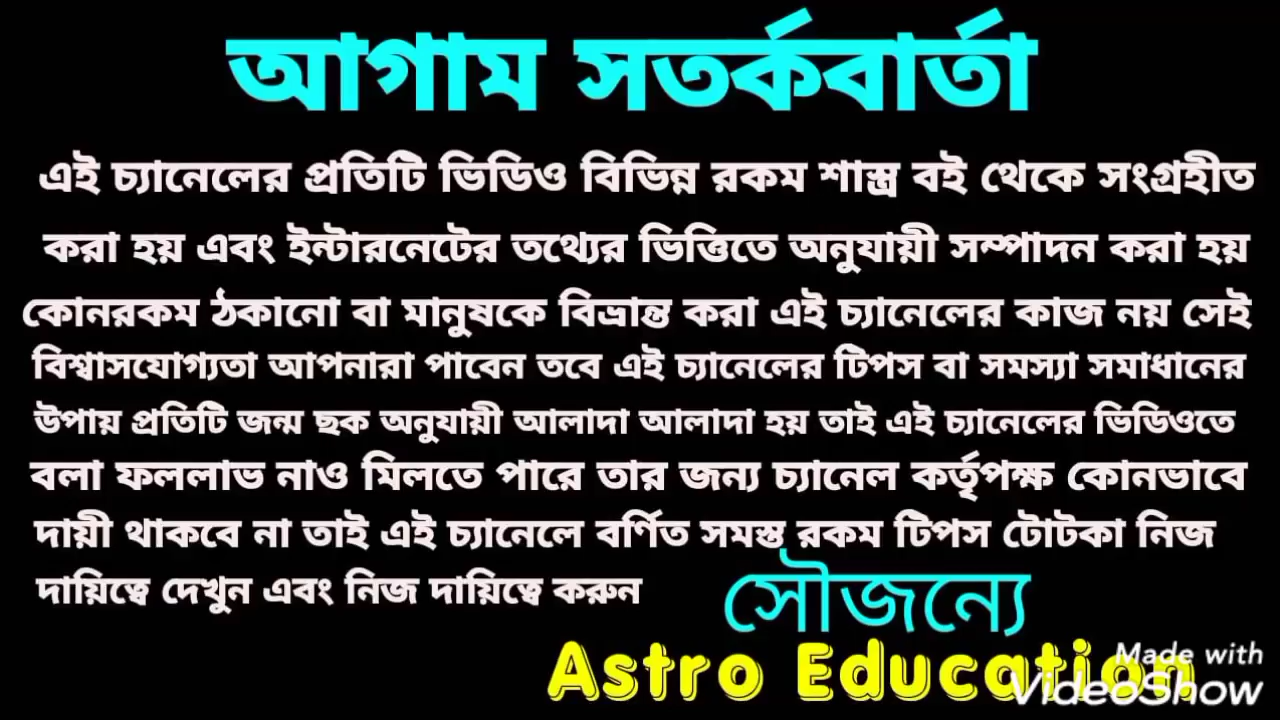 আগাম সতর্কবার্তা
এই চ্যানেলের প্রতিটি ভিডিও বিভিন্ন রকম শাস্ত্র বই থেকে সংগ্রহীত
করা হয় এবং ইন্টারনেটের তথ্যের ভিত্তিতে অনুযায়ী সম্পাদন করা হয়
কোনরকম ঠকানো বা মানুষকে বিভ্রান্ত করা এই চ্যানেলের কাজ নয় সেই
বিশ্বাসযোগ্যতা আপনারা পাবেন তবে এই চ্যানেলের টিপস বা সমস্যা সমাধানের
উপায় প্রতিটি জন্ম ছক অনুযায়ী আলাদা আলাদা হয় তাই এই চ্যানেলের ভিডিওতে
বলা ফললাভ নাও মিলতে পারে তার জন্য চ্যানেল কর্তৃপক্ষ কোনভাবে
দায়ী থাকবে না তাই এই চ্যানেলে বর্ণিত সমস্ত রকম টিপস টোটকা নিজ
দায়িত্বে দেখুন এবং নিজ দায়িত্বে করুন
সৌজন্যে
Astro Education
Made with
VideoShow